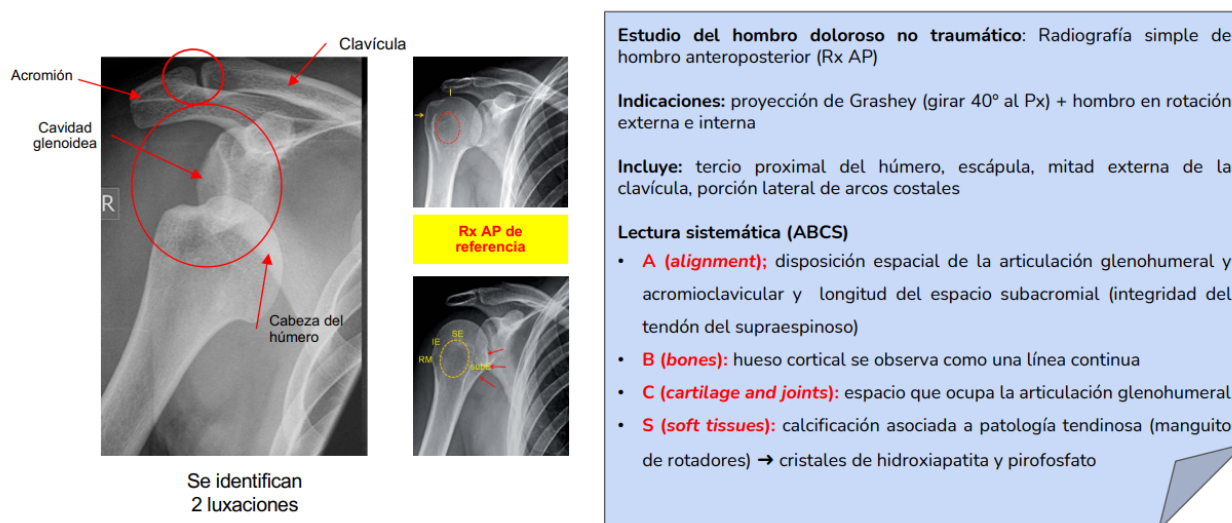 Clavícula
Acromión
Cavidad
glenoidea
R
Cabeza del
húmero
Se identifican
2 luxaciones
I
Rx AP de
referencia
SE
IE
RM
Estudio del hombro doloroso no traumático: Radiografía simple de
hombro anteroposterior (Rx AP)
Indicaciones: proyección de Grashey (girar 40° al Px) + hombro en rotación
externa e interna
Incluye: tercio proximal del húmero, escápula, mitad externa de la
clavícula, porción lateral de arcos costales
Lectura sistemática (ABCS)
• A (alignment); disposición espacial de la articulación glenohumeral y
acromioclavicular y longitud del espacio subacromial (integridad del
tendón del supraespinoso)
• B (bones): hueso cortical se observa como una línea continua
• C (cartilage and joints): espacio que ocupa la articulación glenohumeral
• S (soft tissues): calcificación asociada a patología tendinosa (manguito
de rotadores) → cristales de hidroxiapatita y pirofosfato